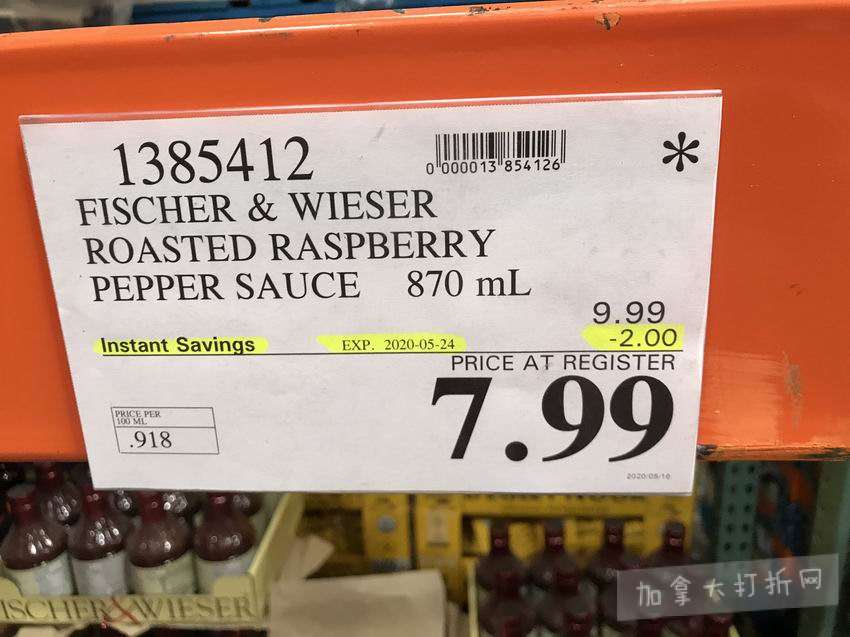 1385412
0 000013 854126
*
FISCHER & WIESER
ROASTED RASPBERRY
PEPPER SAUCE 870 mL
9.99
Instant Savings EXP. 2020-05-24 -2.00
PRICE AT REGISTER
7.99
PRICE PER
100 ML
.918
2020/05/16
ISCHER&WIESER
加拿大打折网